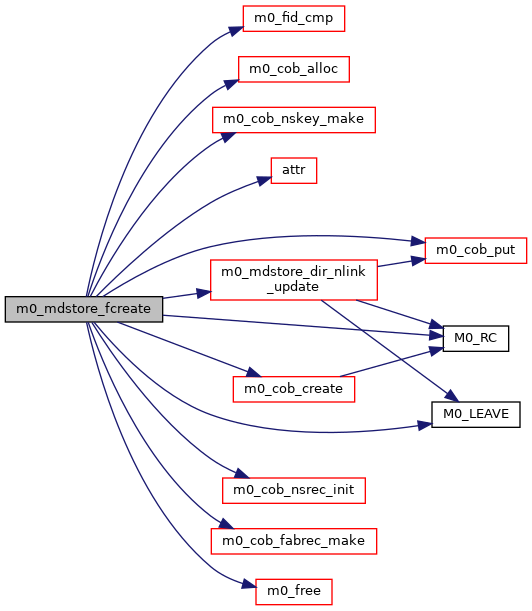 m0_fid_cmp
m0_cob_alloc
m0_cob_nskey_make
attr
m0_cob_put
m0_mdstore_dir_nlink
_update
m0_mdstore_fcreate
M0_RC
m0_cob_create
M0_LEAVE
m0_cob_nsrec_init
m0_cob_fabrec_make
m0_free